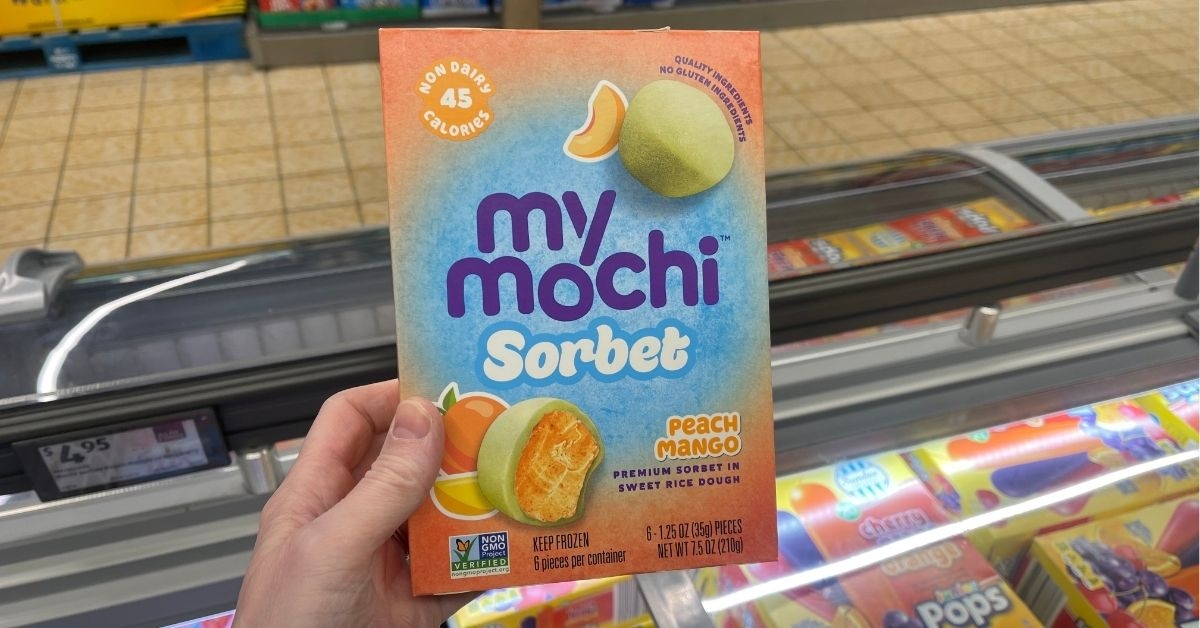 NON DAIRY
45
CALORIES
QUALITY INGREDIENTS
NO GLUTEN INGREDIENTS
my
mochi™
Sorbet
PEACH
MANGO
PREMIUM SORBET IN
SWEET RICE DOUGH
NON
GMO
Project
VERIFIED
nongmoproject.org
KEEP FROZEN
6 pieces per container
6 - 1.25 OZ (35g) PIECES
NET WT 7.5 OZ (210g)
$4.95
cherry
Pops